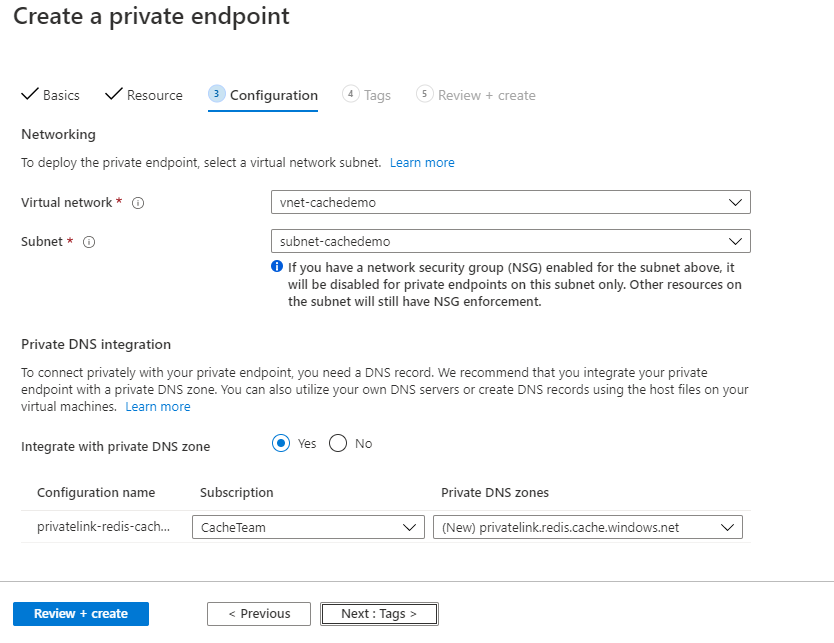 Create a private endpoint
Basics Resource 3 Configuration 4 Tags 5 Review + create
Networking
To deploy the private endpoint, select a virtual network subnet. Learn more
Virtual network * vnet-cachedemo
Subnet * subnet-cachedemo
If you have a network security group (NSG) enabled for the subnet above, it
will be disabled for private endpoints on this subnet only. Other resources on
the subnet will still have NSG enforcement.
Private DNS integration
To connect privately with your private endpoint, you need a DNS record. We recommend that you integrate your private
endpoint with a private DNS zone. You can also utilize your own DNS servers or create DNS records using the host files on your
virtual machines. Learn more
Integrate with private DNS zone Yes No
Configuration name Subscription Private DNS zones
privatelink-redis-cach... CacheTeam (New) privatelink.redis.cache.windows.net
Review + create < Previous Next : Tags >